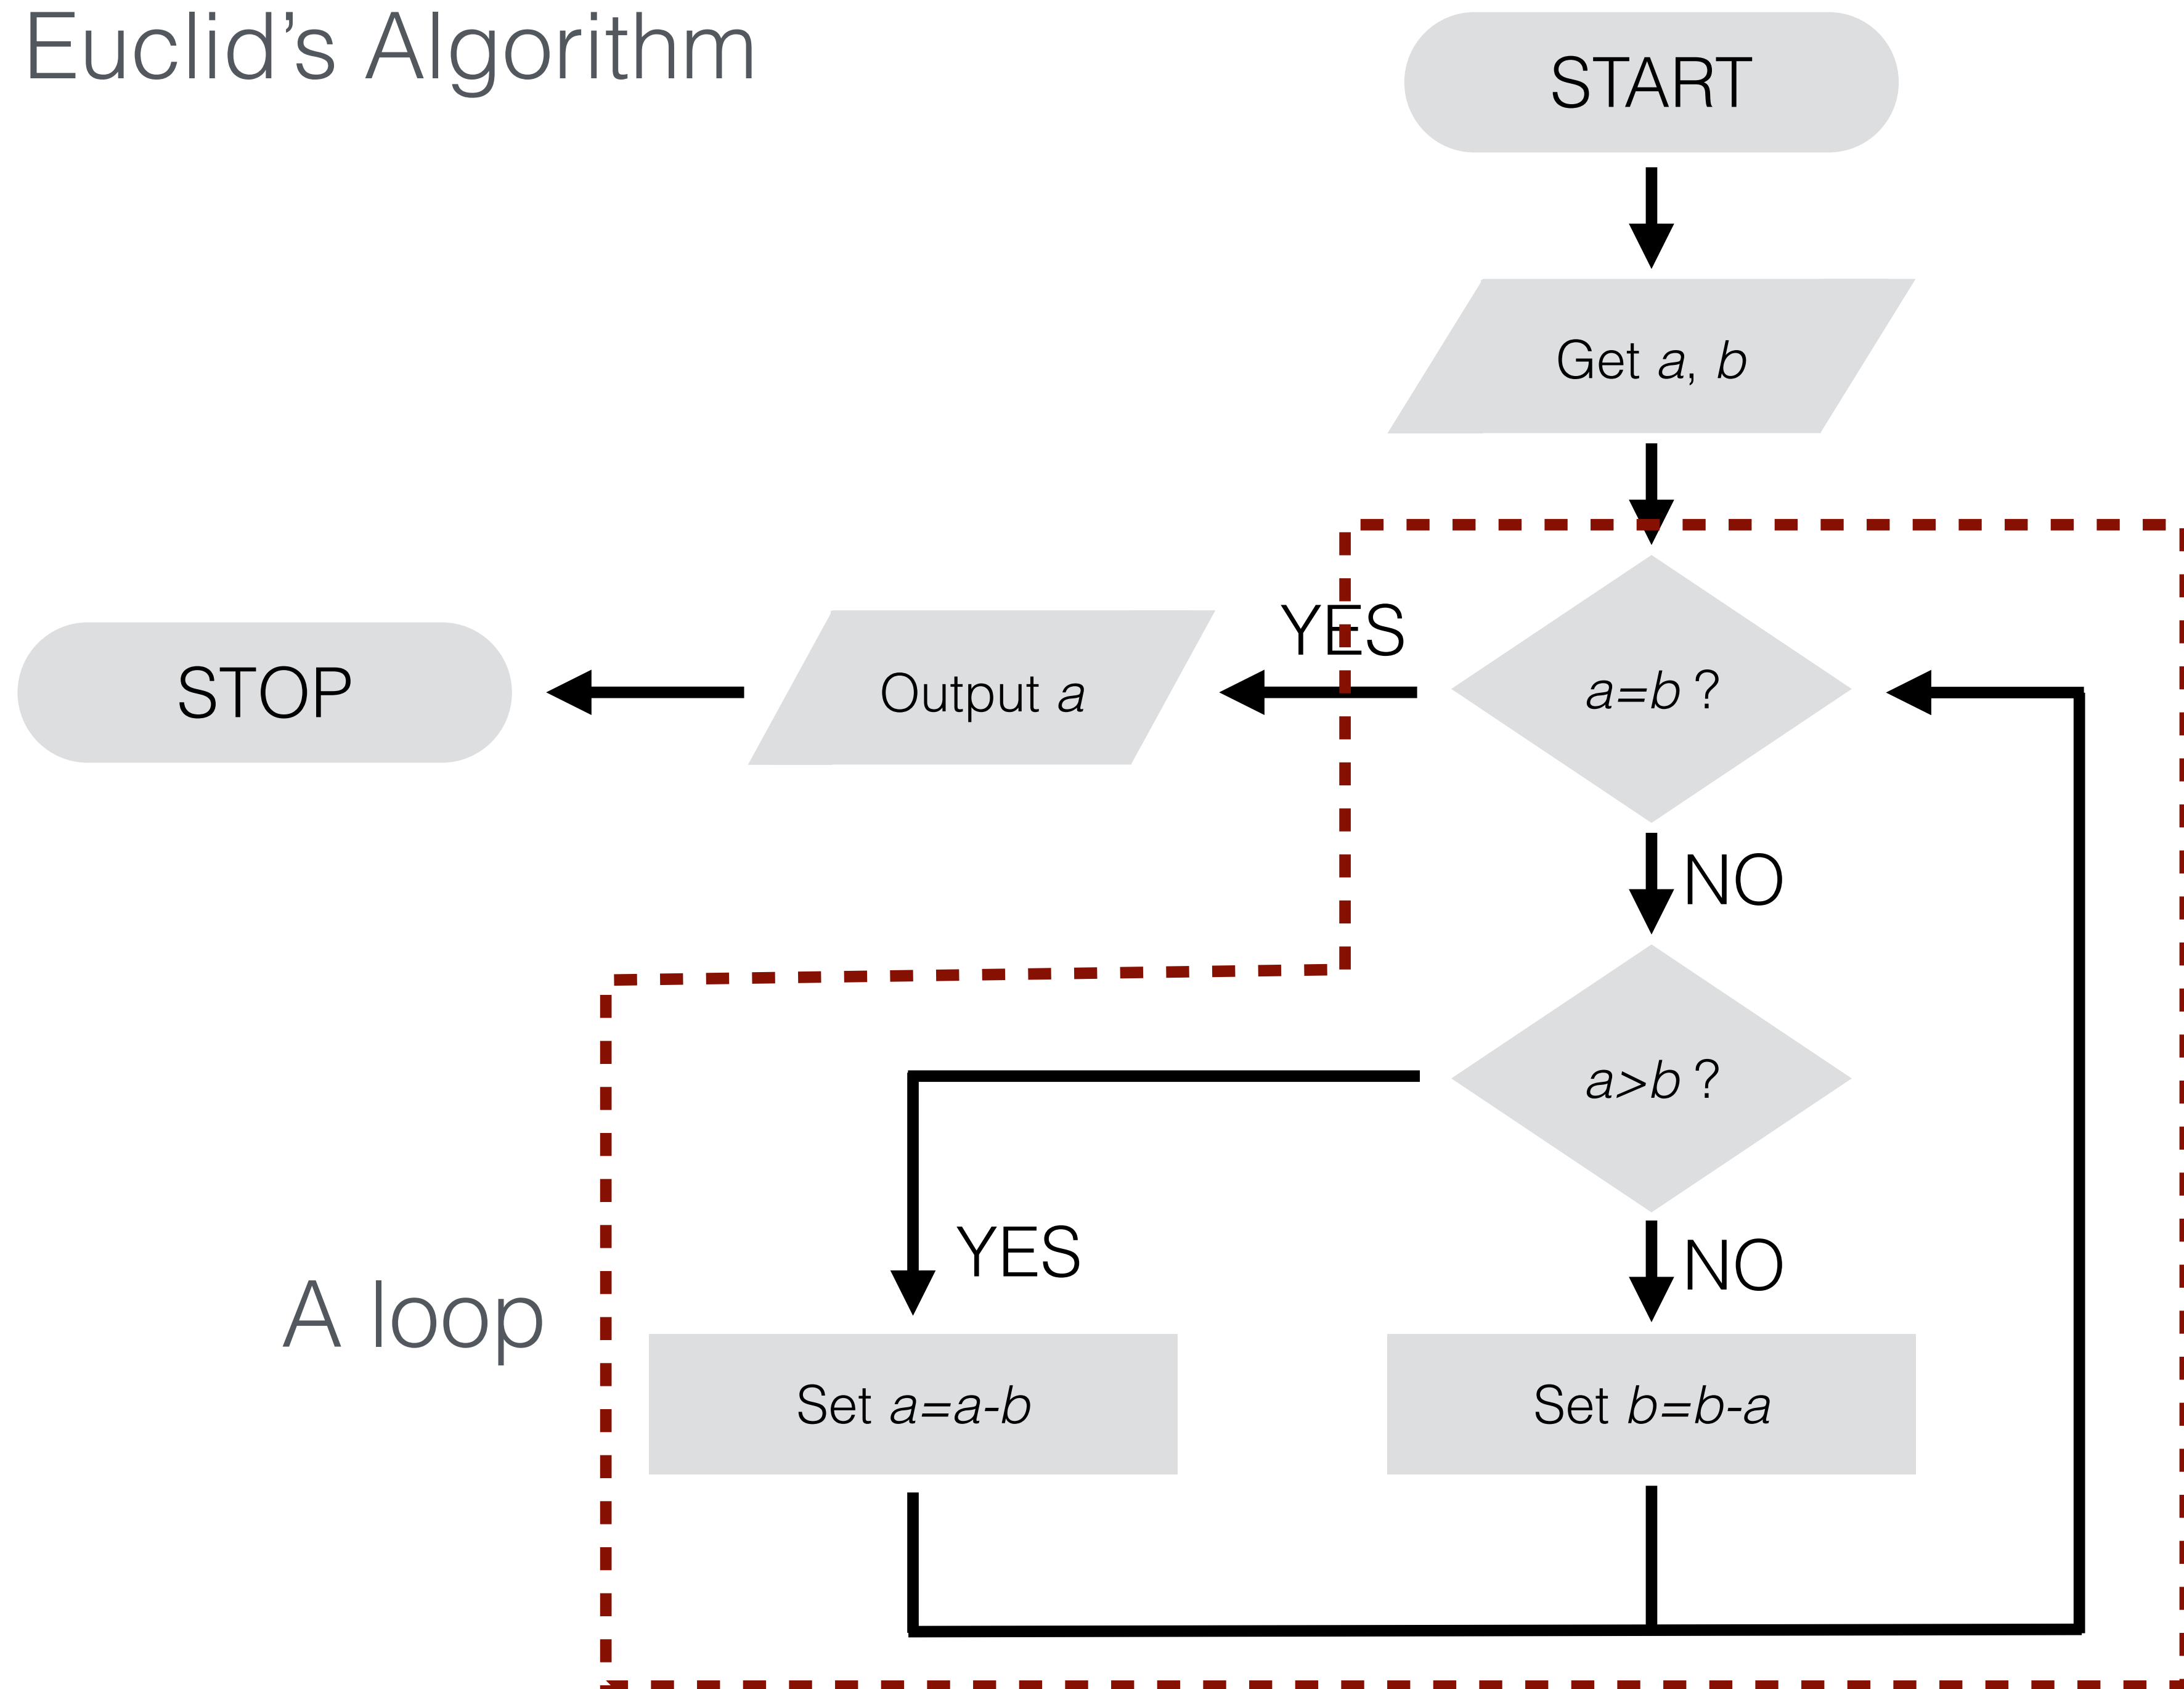 Euclid's Algorithm
START
Get a, b
a=b ?
YES
Output a
STOP
NO
a>b ?
YES
NO
A loop
Set a=a-b
Set b=b-a